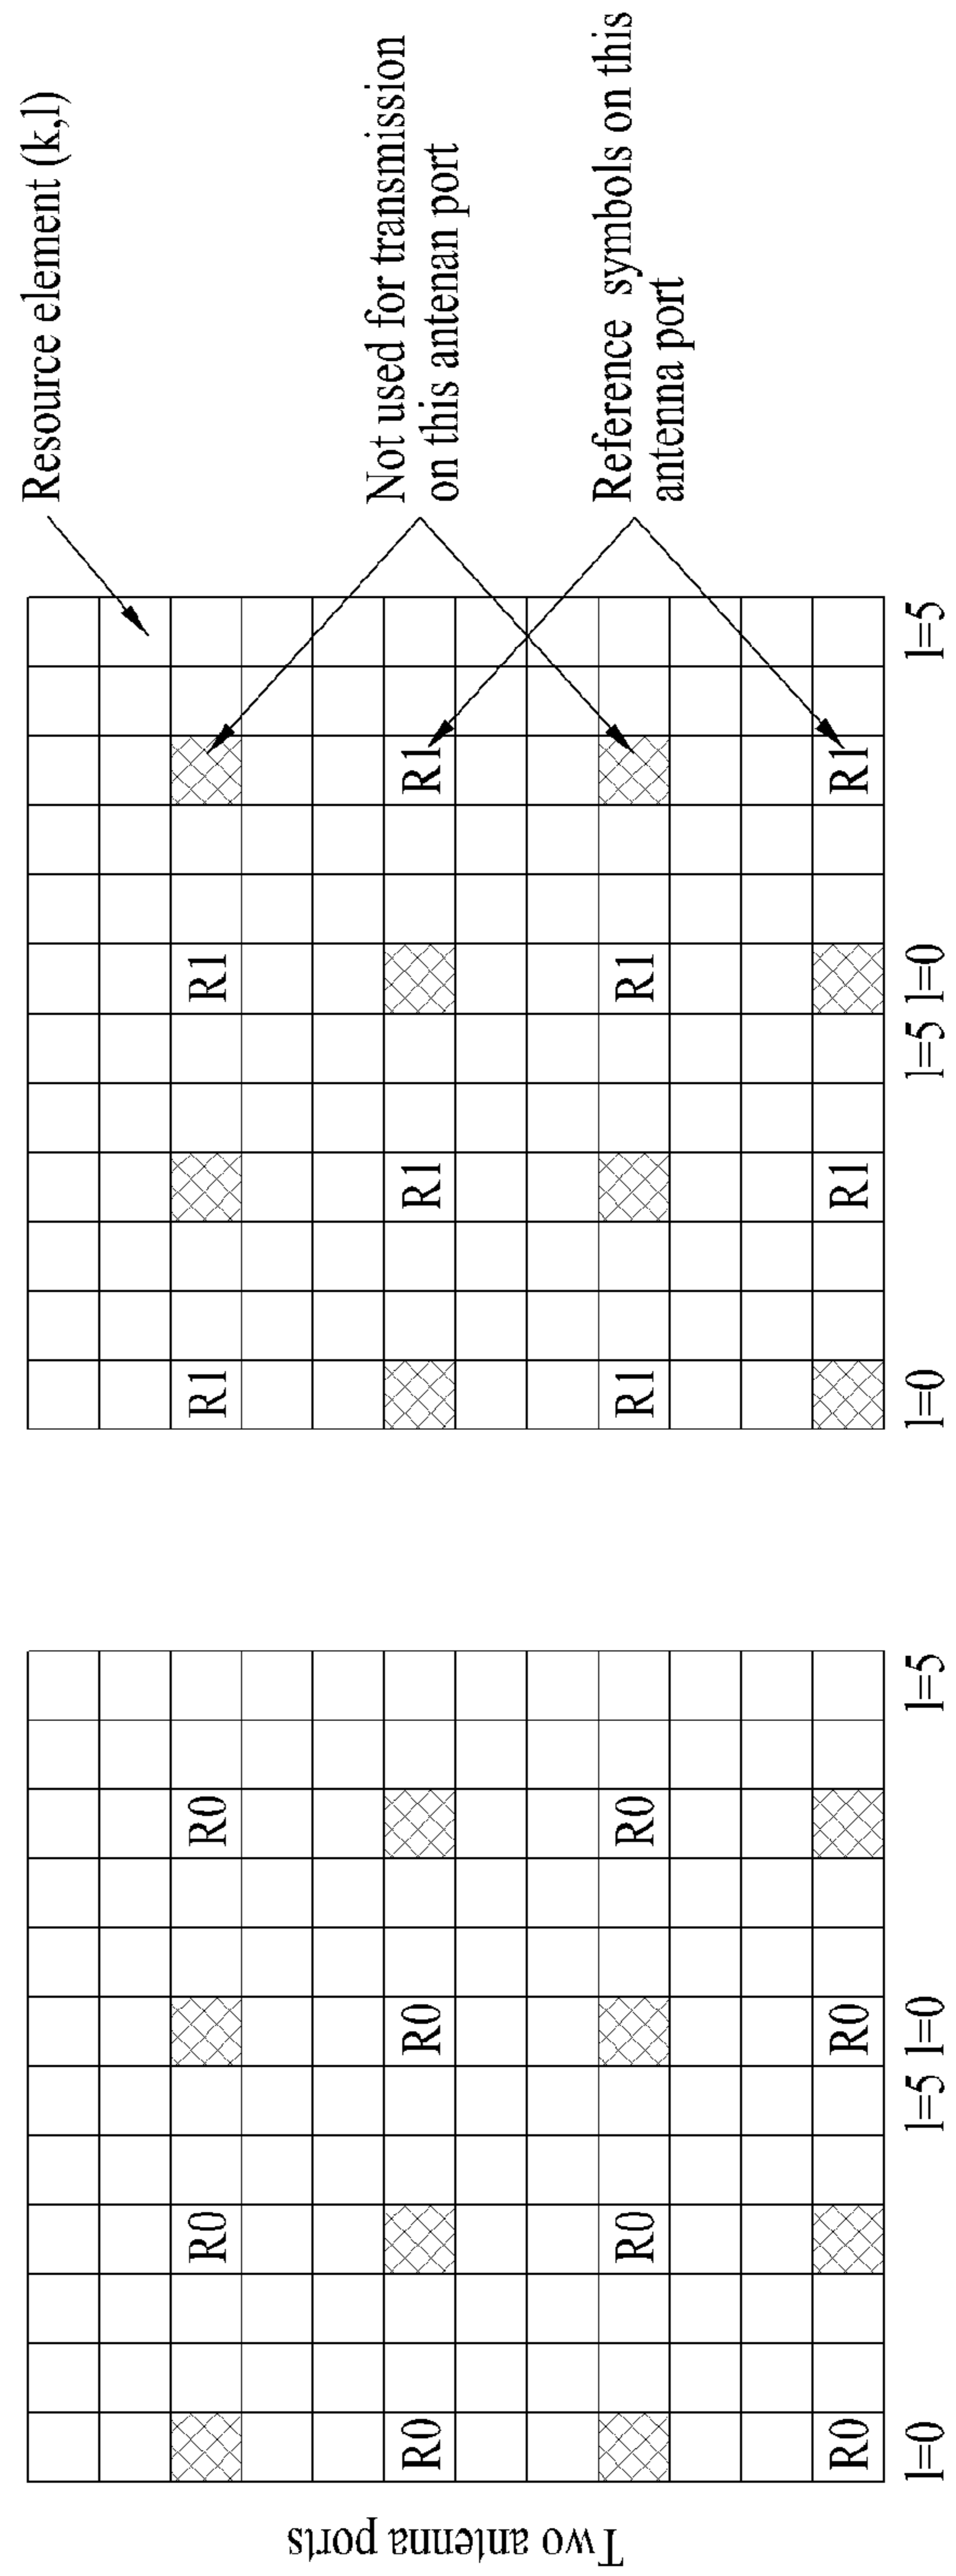 Two antenna ports
Resource element (k,l)
R0 R0 R1 R1
Not used for transmission
on this antenan port
R0 R0 R1 R1
Reference symbols on this
antenna port
R0 R0 R1 R1
R0 R0 R1 R1
l=0 l=5 l=0 l=5 l=0 l=5 l=0 l=5